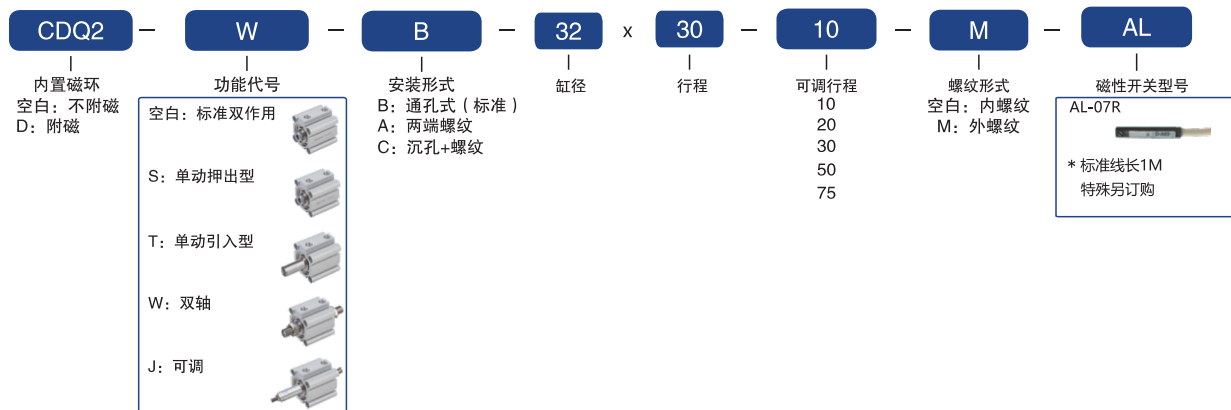 CDQ2 — W — B — 32 x 30 — 10 — M — AL
内置磁环
空白：不附磁
D：附磁
功能代号
空白：标准双作用
S：单动押出型
T：单动引入型
W：双轴
J：可调
安装形式
B：通孔式（标准）
A：两端螺纹
C：沉孔+螺纹
缸径
行程
可调行程
10
20
30
50
75
螺纹形式
空白：内螺纹
M：外螺纹
磁性开关型号
AL-07R
* 标准线长1M
特殊另订购